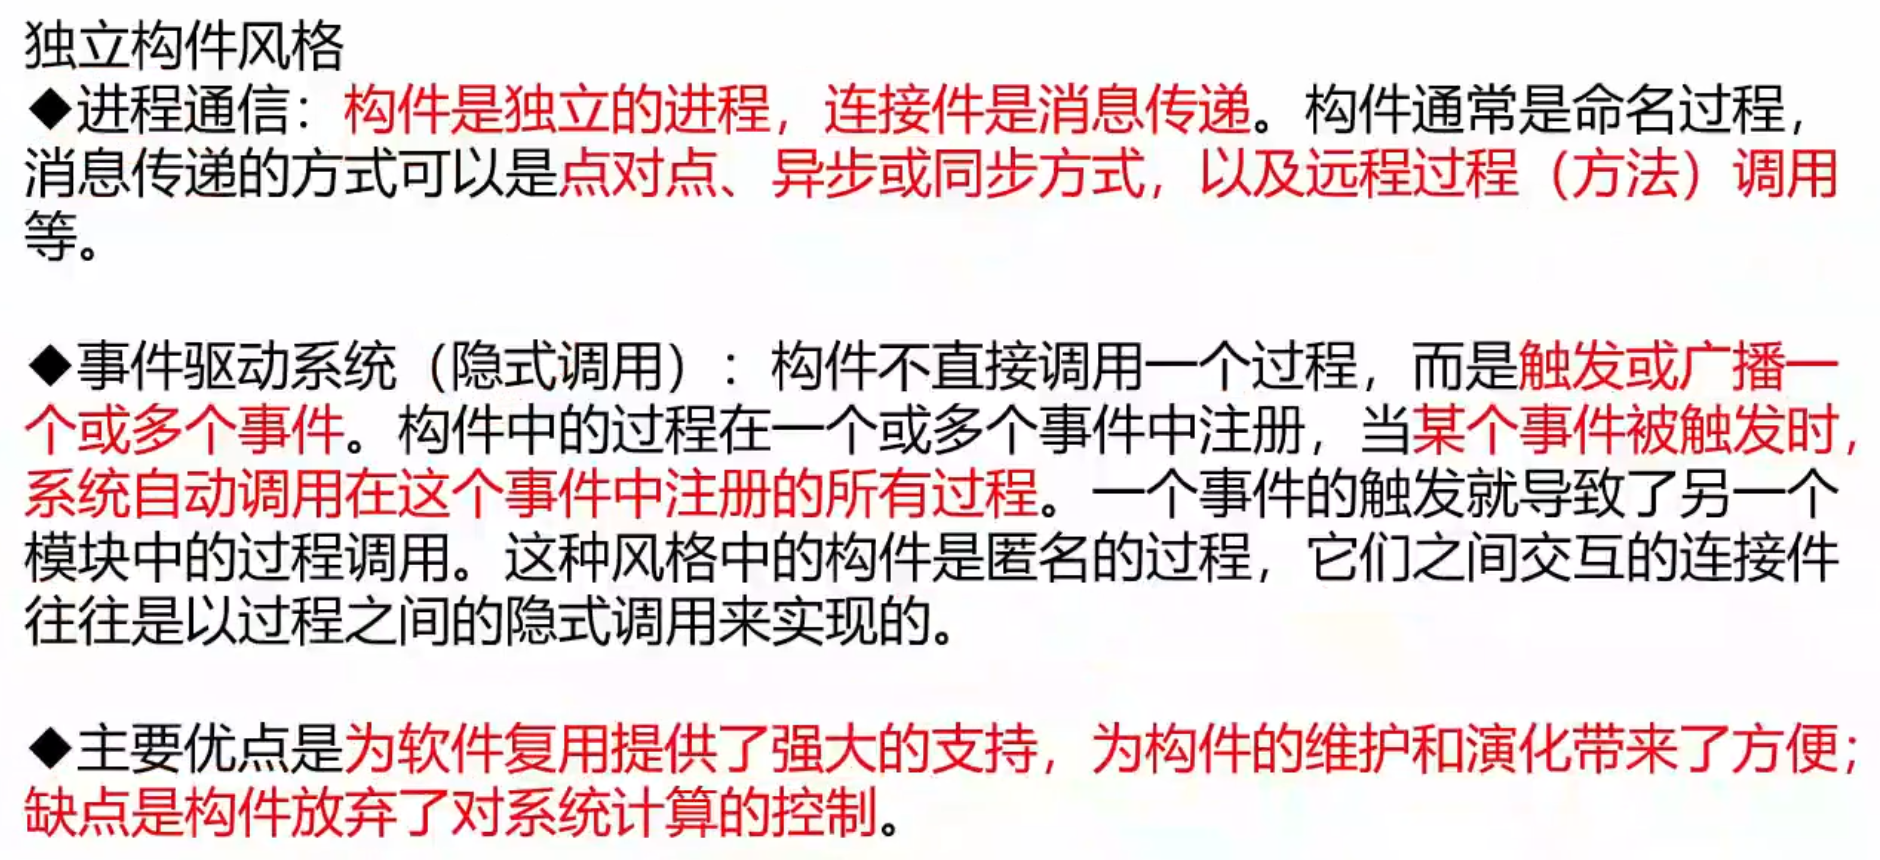 独立构件风格
◆进程通信：构件是独立的进程，连接件是消息传递。构件通常是命名过程，
消息传递的方式可以是点对点、异步或同步方式，以及远程过程（方法）调用
等。
◆事件驱动系统（隐式调用）：构件不直接调用一个过程，而是触发或广播一
个或多个事件。构件中的过程在一个或多个事件中注册，当某个事件被触发时，
系统自动调用在这个事件中注册的所有过程。一个事件的触发就导致了另一个
模块中的过程调用。这种风格中的构件是匿名的过程，它们之间交互的连接件
往往是以过程之间的隐式调用来实现的。
◆主要优点是为软件复用提供了强大的支持，为构件的维护和演化带来了方便；
缺点是构件放弃了对系统计算的控制。